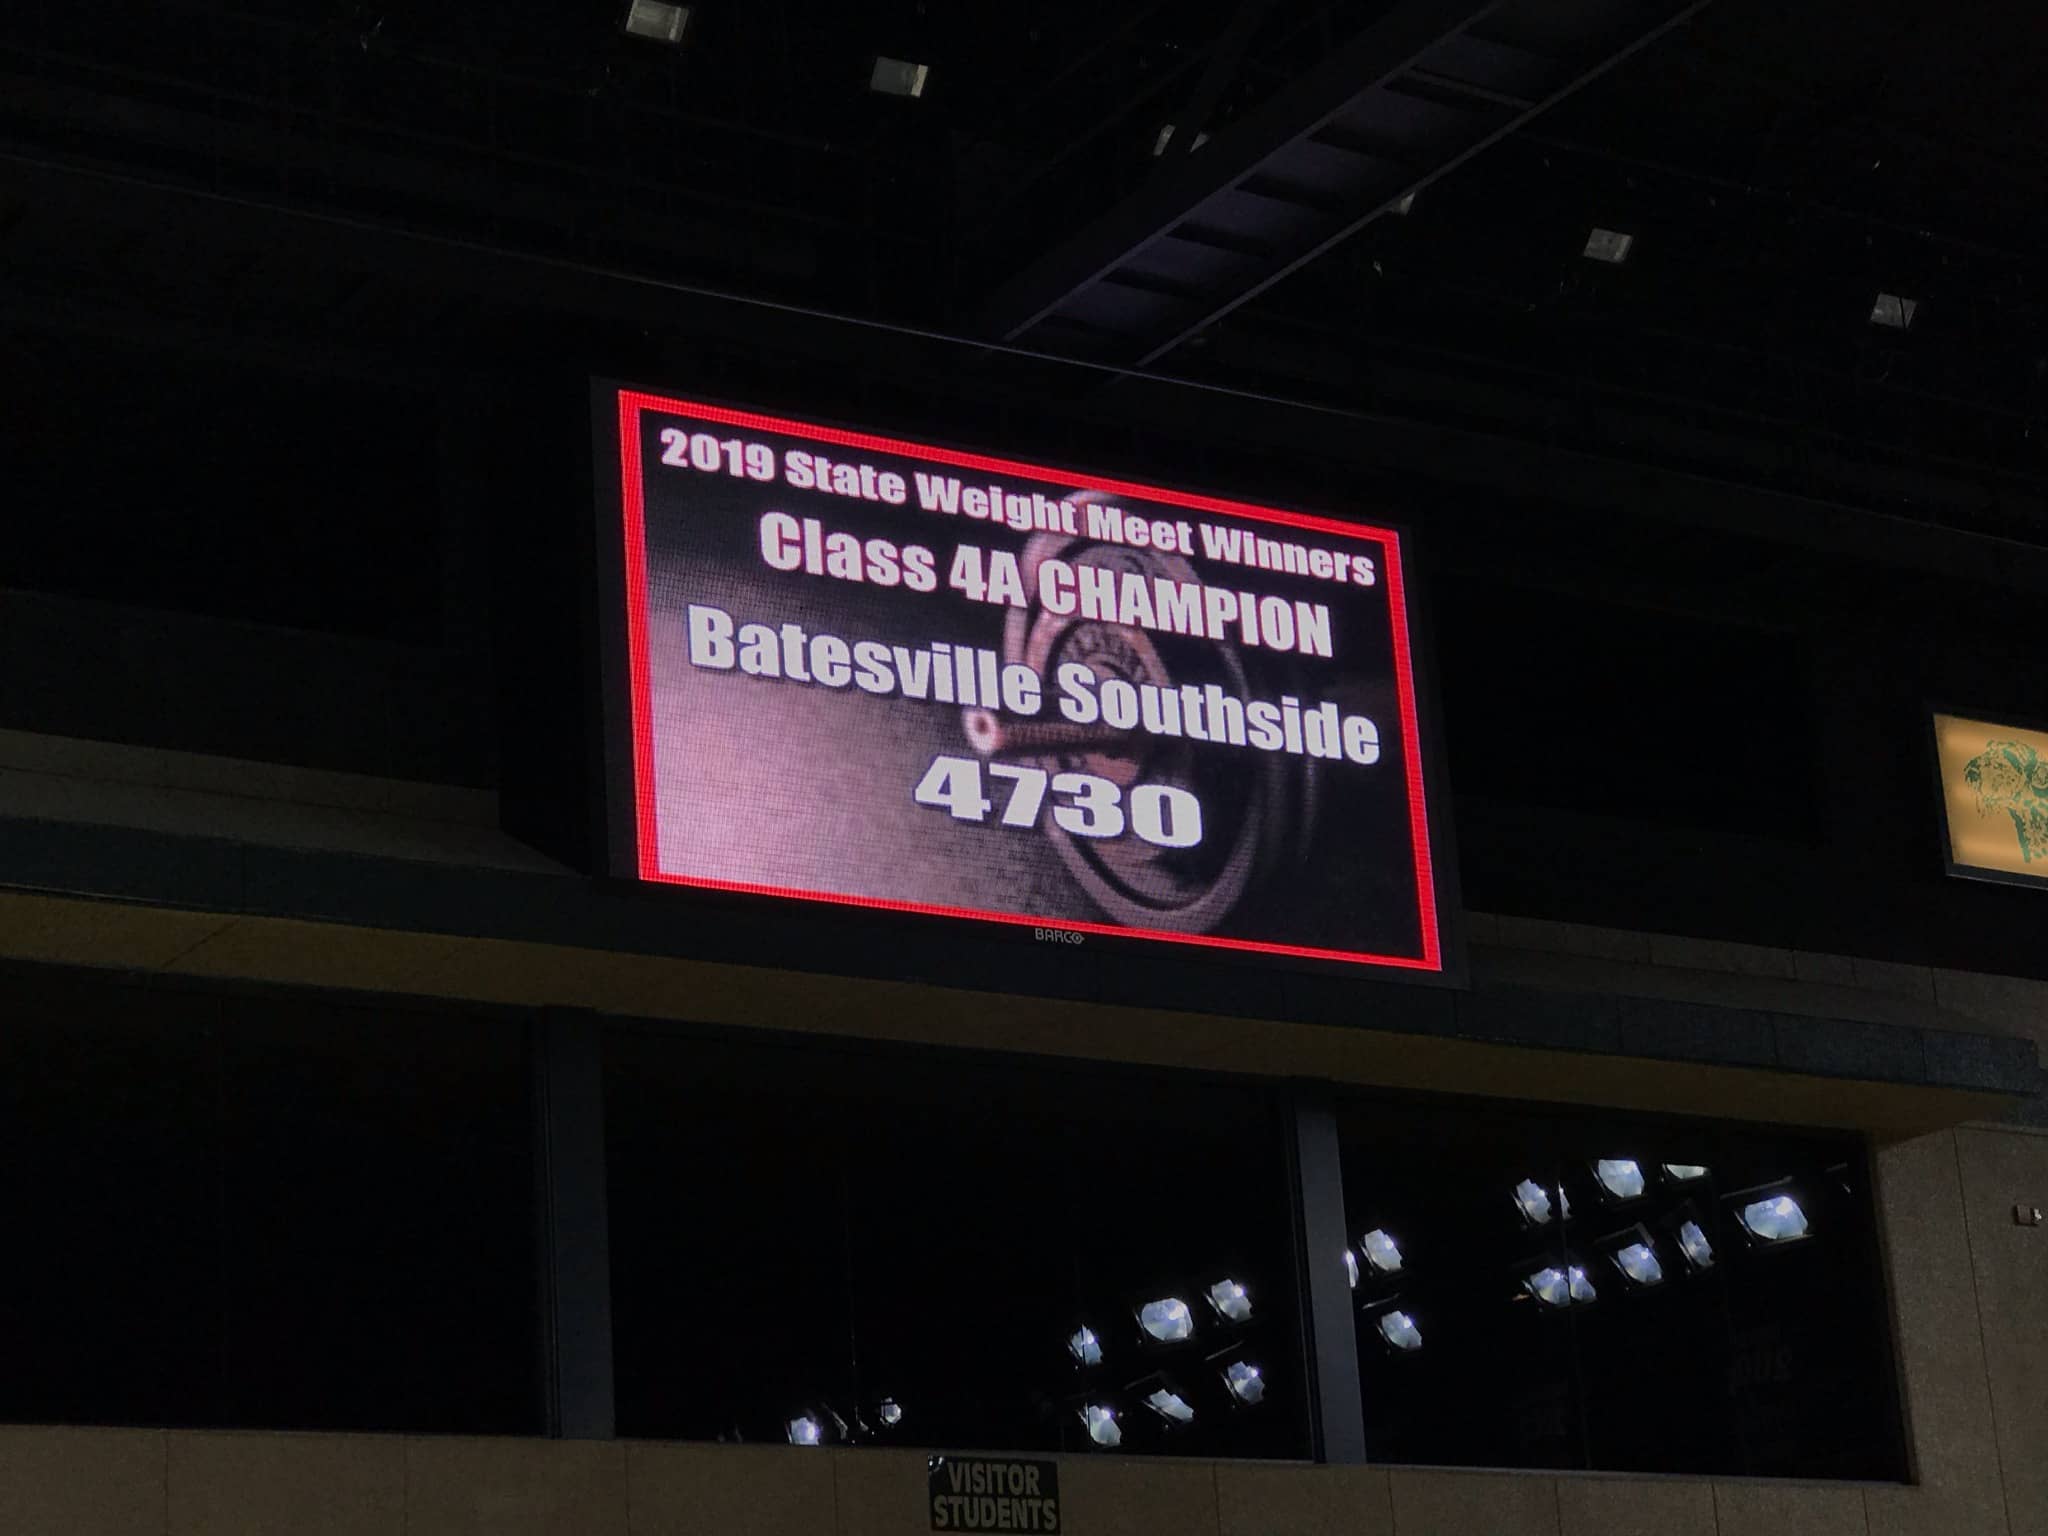 2019 State Weight Meet Winners
Class 4A CHAMPION
Batesville Southside
4730
BARCO
VISITOR
STUDENTS